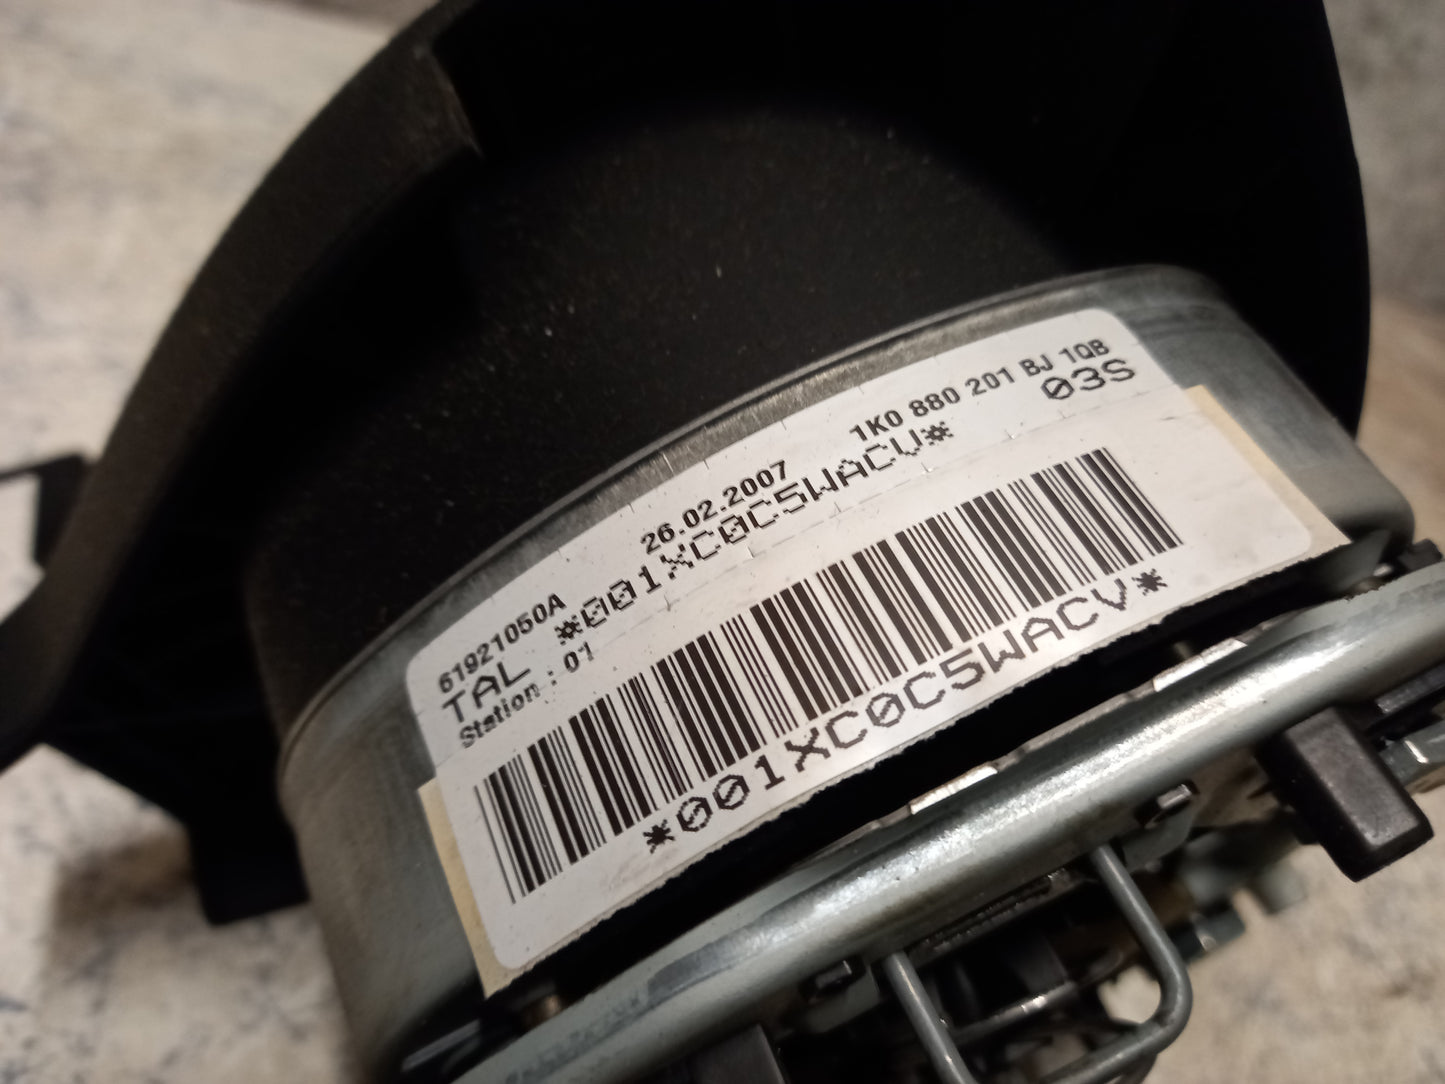 61921050A 26.02.2007 1K0 880 201 BJ 1QB
TAL *001XC0C5WACV* 03S
Station : 01
*001XC0C5WACV*